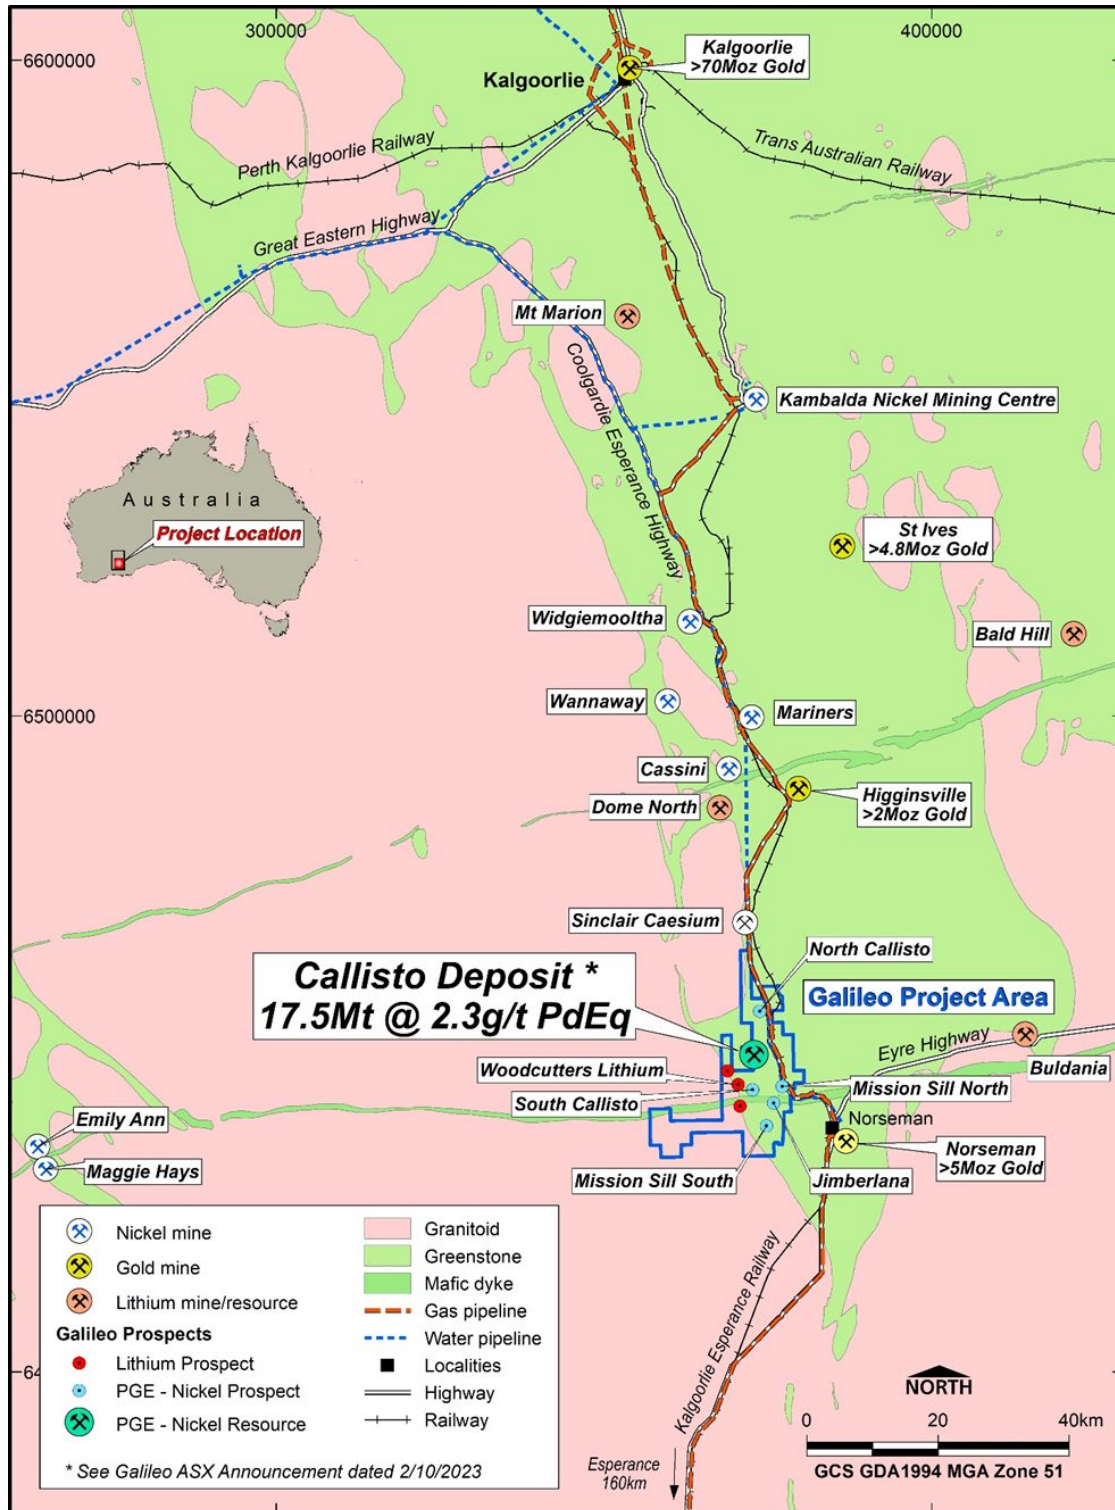 300000
400000
6600000
Kalgoorlie
>70Moz Gold
Kalgoorlie
Perth Kalgoorlie Railway
Trans Australian Railway
Great Eastern Highway
Mt Marion
Coolgardie Esperance Highway
Kambalda Nickel Mining Centre
Australia
Project Location
St Ives
>4.8Moz Gold
Widgiemooltha
Bald Hill
Wannaway
6500000
Mariners
Cassini
Dome North
Higginsville
>2Moz Gold
Sinclair Caesium
North Callisto
Callisto Deposit *
17.5Mt @ 2.3g/t PdEq
Galileo Project Area
Eyre Highway
Woodcutters Lithium
Buldania
South Callisto
Mission Sill North
Emily Ann
Norseman
Maggie Hays
Norseman
>5Moz Gold
Mission Sill South
Jimberlana
Nickel mine
Gold mine
Lithium mine/resource
Galileo Prospects
Lithium Prospect
PGE - Nickel Prospect
PGE - Nickel Resource
Granitoid
Greenstone
Mafic dyke
Gas pipeline
Water pipeline
Localities
Highway
Railway
* See Galileo ASX Announcement dated 2/10/2023
64
Kalgoorlie Esperance Railway
Esperance
160km
NORTH
0 20 40km
GCS GDA1994 MGA Zone 51